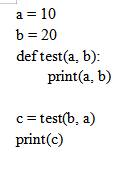 a = 10
b = 20
def test(a, b):
print(a, b)
c = test(b, a)
print(c)